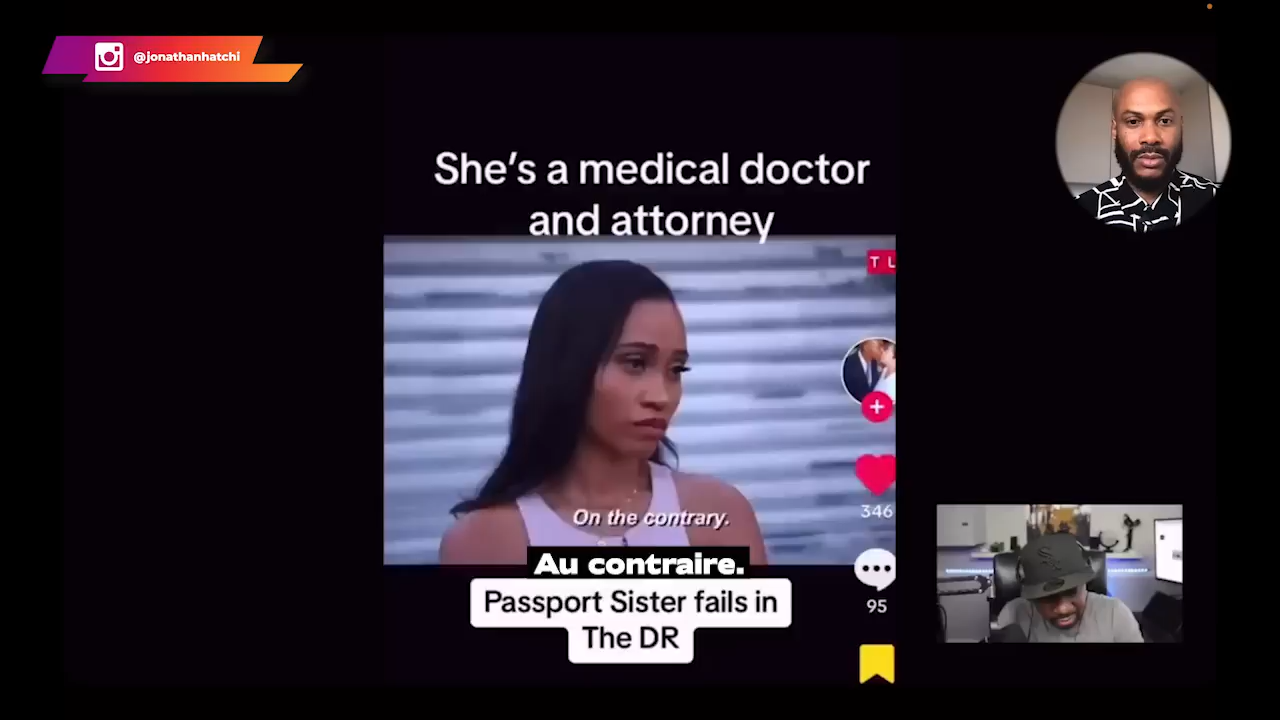 @jonathanhatchi
She's a medical doctor
and attorney
T L
346
On the contrary.
Au contraire.
Passport Sister fails in
The DR
95